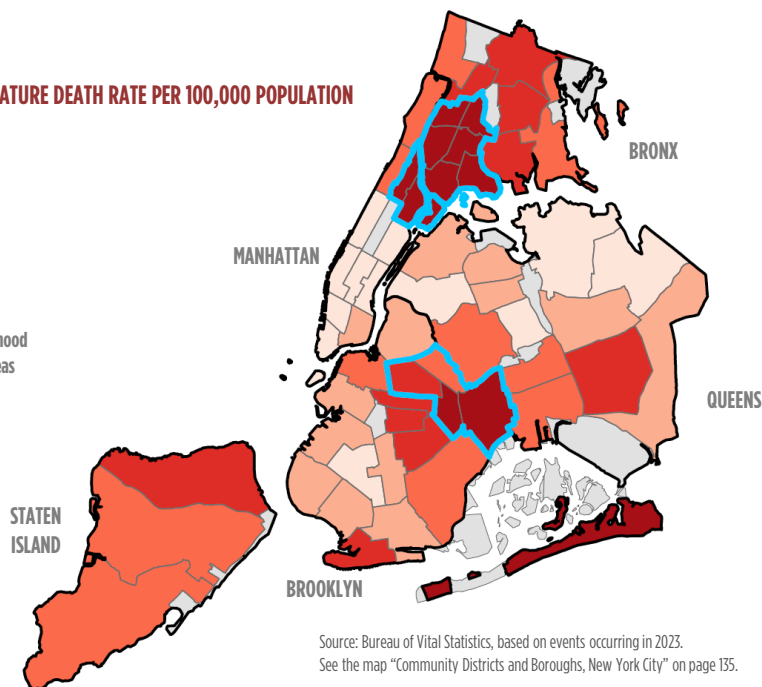 ATURE DEATH RATE PER 100,000 POPULATION
BRONX
MANHATTAN
hood
as
QUEENS
STATEN
ISLAND
BROOKLYN
Source: Bureau of Vital Statistics, based on events occurring in 2023.
See the map “Community Districts and Boroughs, New York City” on page 135.